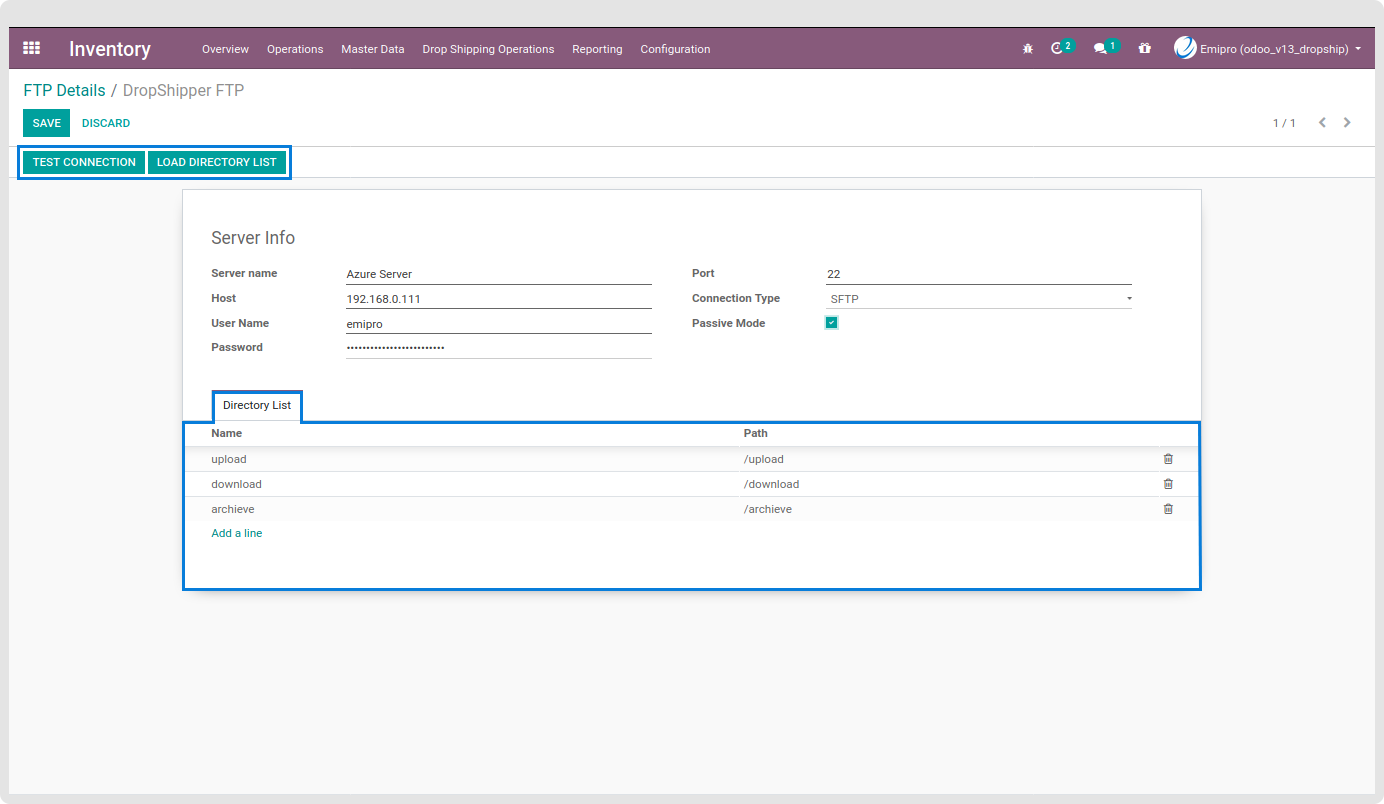 Inventory Overview Operations Master Data Drop Shipping Operations Reporting Configuration 2 1 Emipro (odoo_v13_dropship)
FTP Details / DropShipper FTP
SAVE DISCARD 1 / 1
TEST CONNECTION LOAD DIRECTORY LIST
Server Info
Server name Azure Server Port 22
Host 192.168.0.111 Connection Type SFTP
User Name emipro Passive Mode
Password ••••••••••••••••••••••••
Directory List
Name Path
upload /upload
download /download
archieve /archieve
Add a line